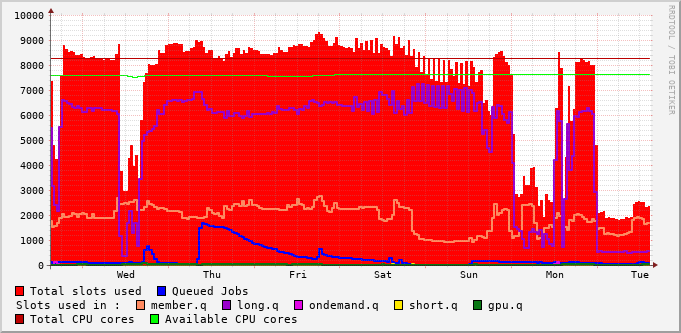 10000
9000
8000
7000
6000
5000
4000
3000
2000
1000
0
Wed Thu Fri Sat Sun Mon Tue
RRDTOOL / TOBI OETIKER
Total slots used Queued Jobs
Slots used in : member.q long.q ondemand.q short.q gpu.q
Total CPU cores Available CPU cores